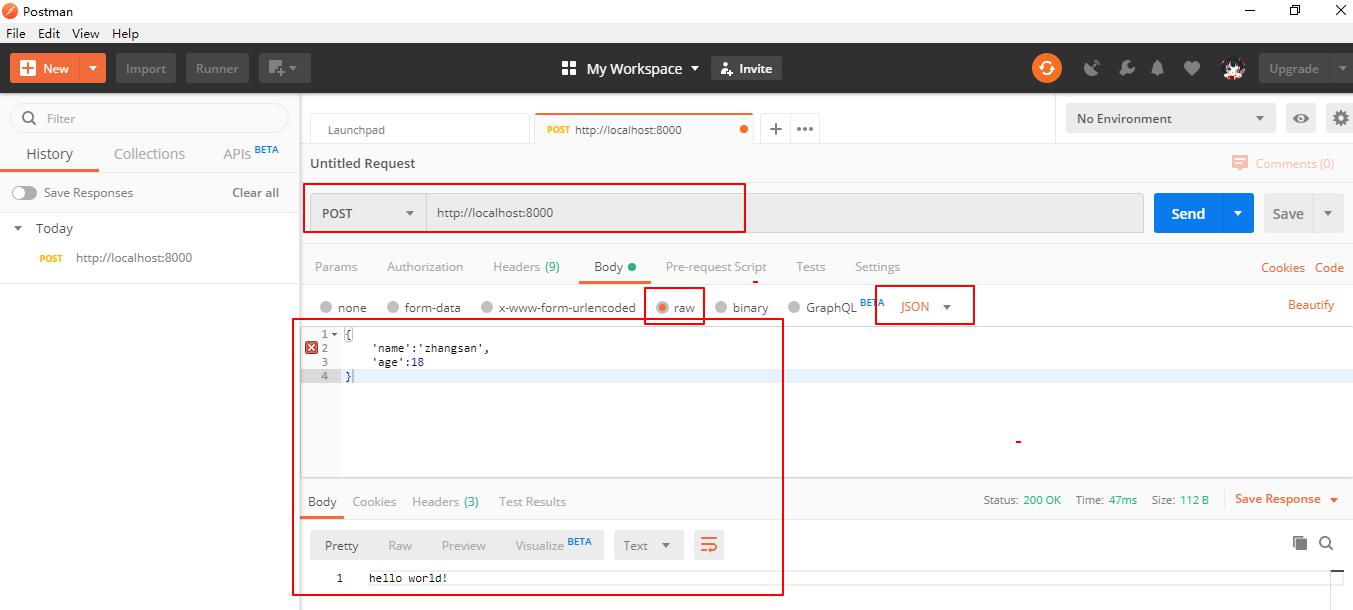 Postman
File Edit View Help
New Import Runner My Workspace Invite Upgrade
Filter
History Collections APIs BETA
Save Responses Clear all
Today
POST http://localhost:8000
Launchpad POST http://localhost:8000 No Environment
Untitled Request Comments (0)
POST http://localhost:8000 Send Save
Params Authorization Headers (9) Body Pre-request Script Tests Settings Cookies Code
none form-data x-www-form-urlencoded raw binary GraphQL BETA JSON Beautify
1 {
2 'name':'zhangsan',
3 'age':18
4 }
Body Cookies Headers (3) Test Results Status: 200 OK Time: 47ms Size: 112 B Save Response
Pretty Raw Preview Visualize BETA Text
1 hello world!